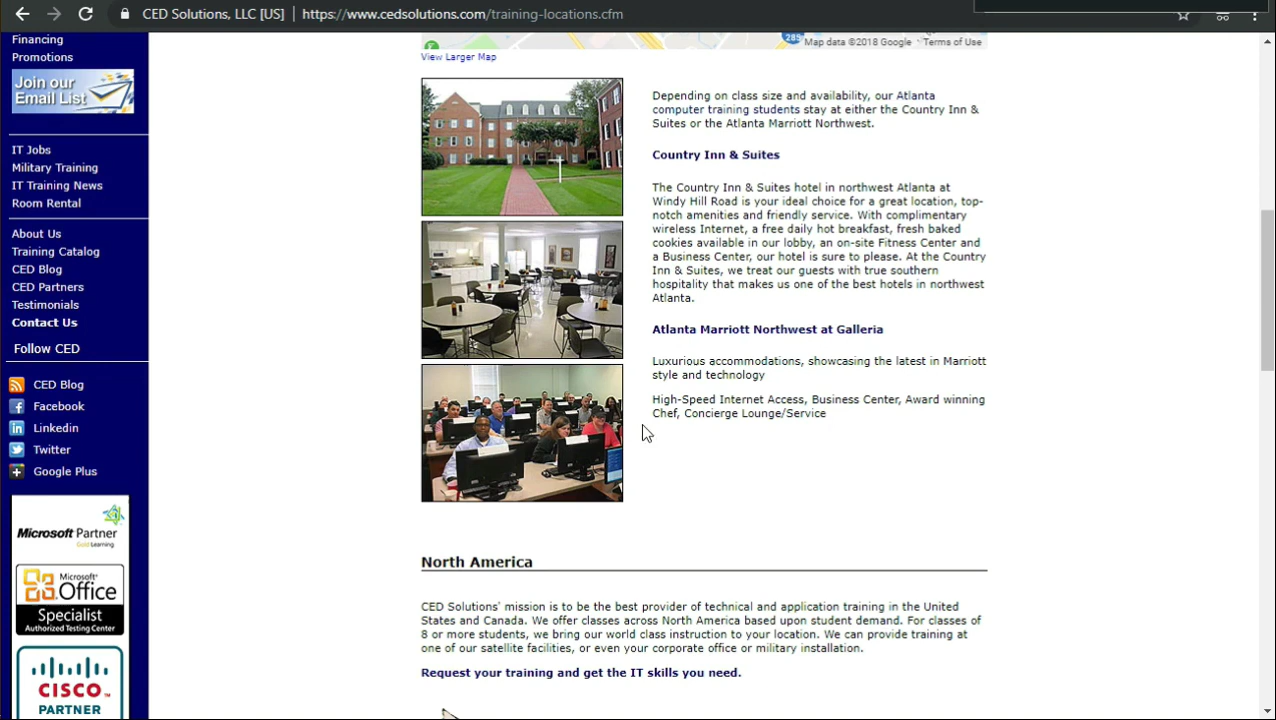 CED Solutions, LLC [US]
https://www.cedsolutions.com/training-locations.cfm
Financing
Promotions
Join our
Email List
IT Jobs
Military Training
IT Training News
Room Rental
About Us
Training Catalog
CED Blog
CED Partners
Testimonials
Contact Us
Follow CED
CED Blog
Facebook
Linkedin
Twitter
Google Plus
Microsoft Partner
Gold Learning
Microsoft®
Office
Specialist
Authorized Testing Center
CISCO
PARTNER
285
Map data ©2018 Google
Terms of Use
View Larger Map
Depending on class size and availability, our Atlanta
computer training students stay at either the Country Inn &
Suites or the Atlanta Marriott Northwest.
Country Inn & Suites
The Country Inn & Suites hotel in northwest Atlanta at
Windy Hill Road is your ideal choice for a great location, top-
notch amenities and friendly service. With complimentary
wireless Internet, a free daily hot breakfast, fresh baked
cookies available in our lobby, an on-site Fitness Center and
a Business Center, our hotel is sure to please. At the Country
Inn & Suites, we treat our guests with true southern
hospitality that makes us one of the best hotels in northwest
Atlanta.
Atlanta Marriott Northwest at Galleria
Luxurious accommodations, showcasing the latest in Marriott
style and technology
High-Speed Internet Access, Business Center, Award winning
Chef, Concierge Lounge/Service
North America
CED Solutions' mission is to be the best provider of technical and application training in the United
States and Canada. We offer classes across North America based upon student demand. For classes of
8 or more students, we bring our world class instruction to your location. We can provide training at
one of our satellite facilities, or even your corporate office or military installation.
Request your training and get the IT skills you need.